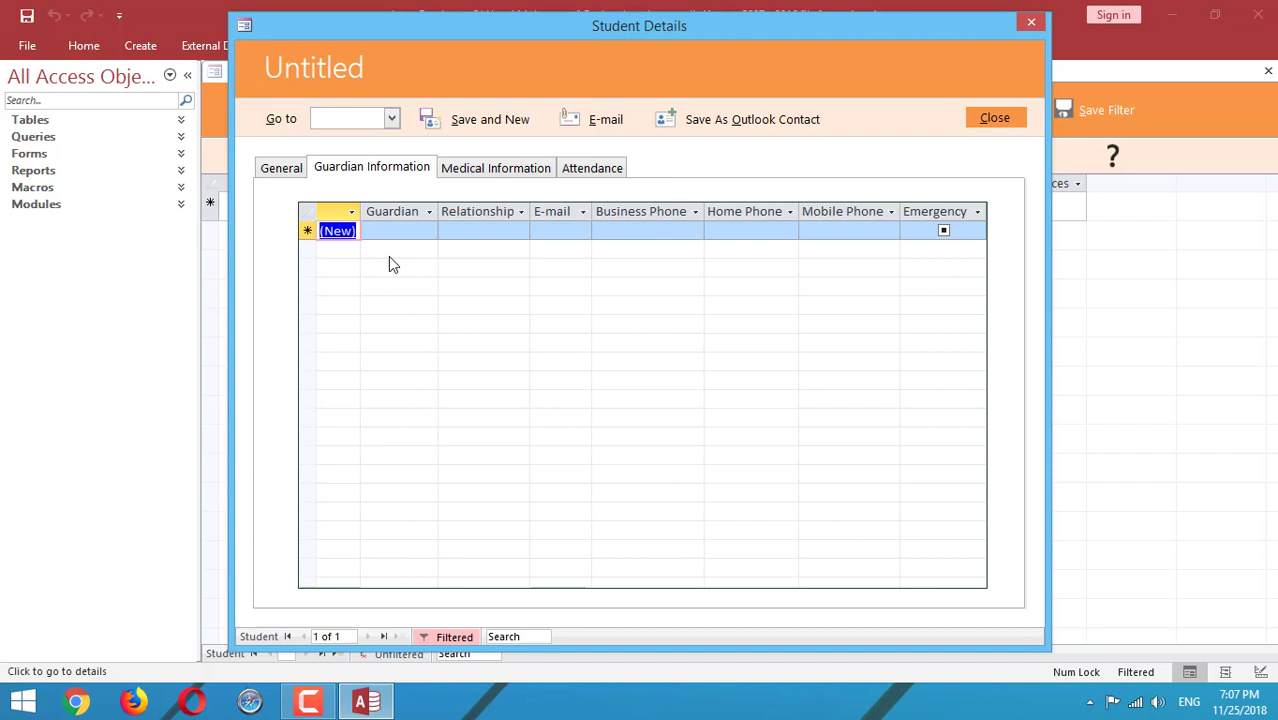 Student Details
Sign in
File
Home
Create
External D
Untitled
All Access Obje...
Search...
Go to
Save and New
E-mail
Save As Outlook Contact
Close
Save Filter
?
Tables
Queries
Forms
Reports
Macros
Modules
General
Guardian Information
Medical Information
Attendance
ces
Guardian
Relationship
E-mail
Business Phone
Home Phone
Mobile Phone
Emergency
(New)
Student
1 of 1
Filtered
Search
Student
Unfiltered
Search
Click to go to details
Num Lock
Filtered
ENG
7:07 PM
11/25/2018